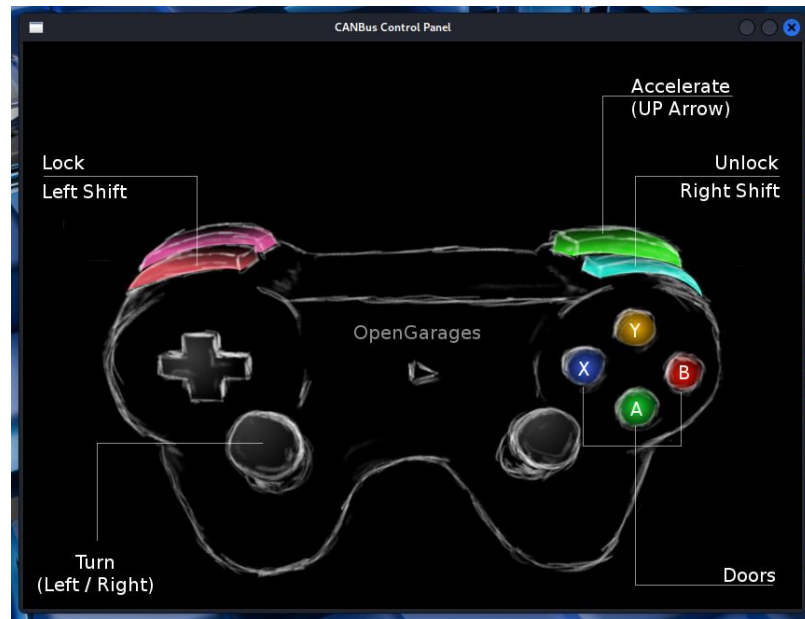 CANBus Control Panel
Accelerate
(UP Arrow)
Lock
Left Shift
Unlock
Right Shift
OpenGarages
Y
X
B
A
Turn
(Left / Right)
Doors